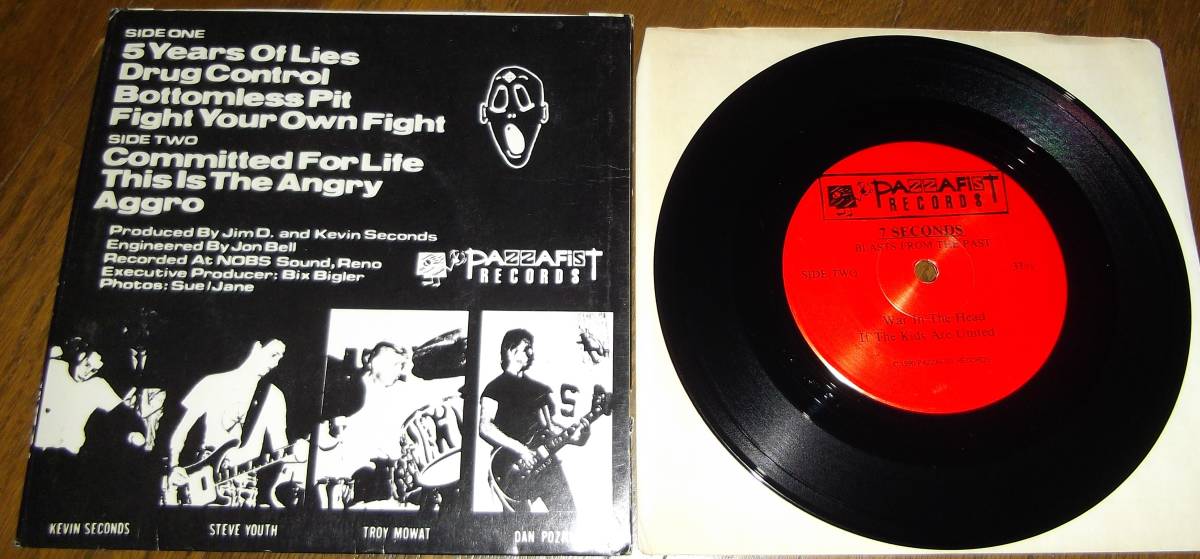 SIDE ONE
5 Years Of Lies
Drug Control
Bottomless Pit
Fight Your Own Fight
SIDE TWO
Committed For Life
This Is The Angry
Aggro
Produced By Jim D. and Kevin Seconds
Engineered By Jon Bell
Recorded At NOBS Sound, Reno
Executive Producer: Bix Bigler
Photos: Sue/Jane
PAZZAFIST
RECORDS
KEVIN SECONDS
STEVE YOUTH
TROY MOWAT
DAN
PAZZAFIST
RECORDS
7 SECONDS
BLASTS FROM THE PAST
SIDE TWO
War In The Head
If The Kids Are United